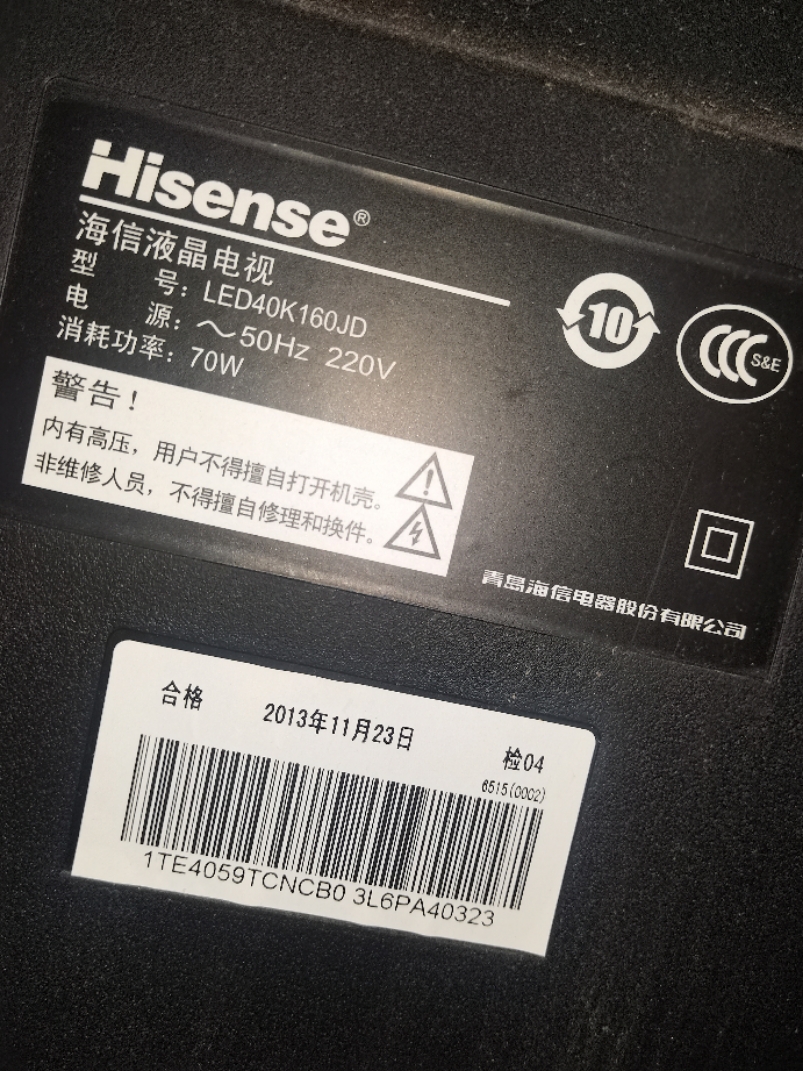 Hisense®
海信液晶电视
型 号：LED40K160JD
电 源：～50Hz 220V
消耗功率：70W
10
CCC S&E
警告！
内有高压，用户不得擅自打开机壳。
非维修人员，不得擅自修理和换件。
青岛海信电器股份有限公司
合格 2013年11月23日 检04
6515(0002)
1TE4059TCNCB0 3L6PA40323